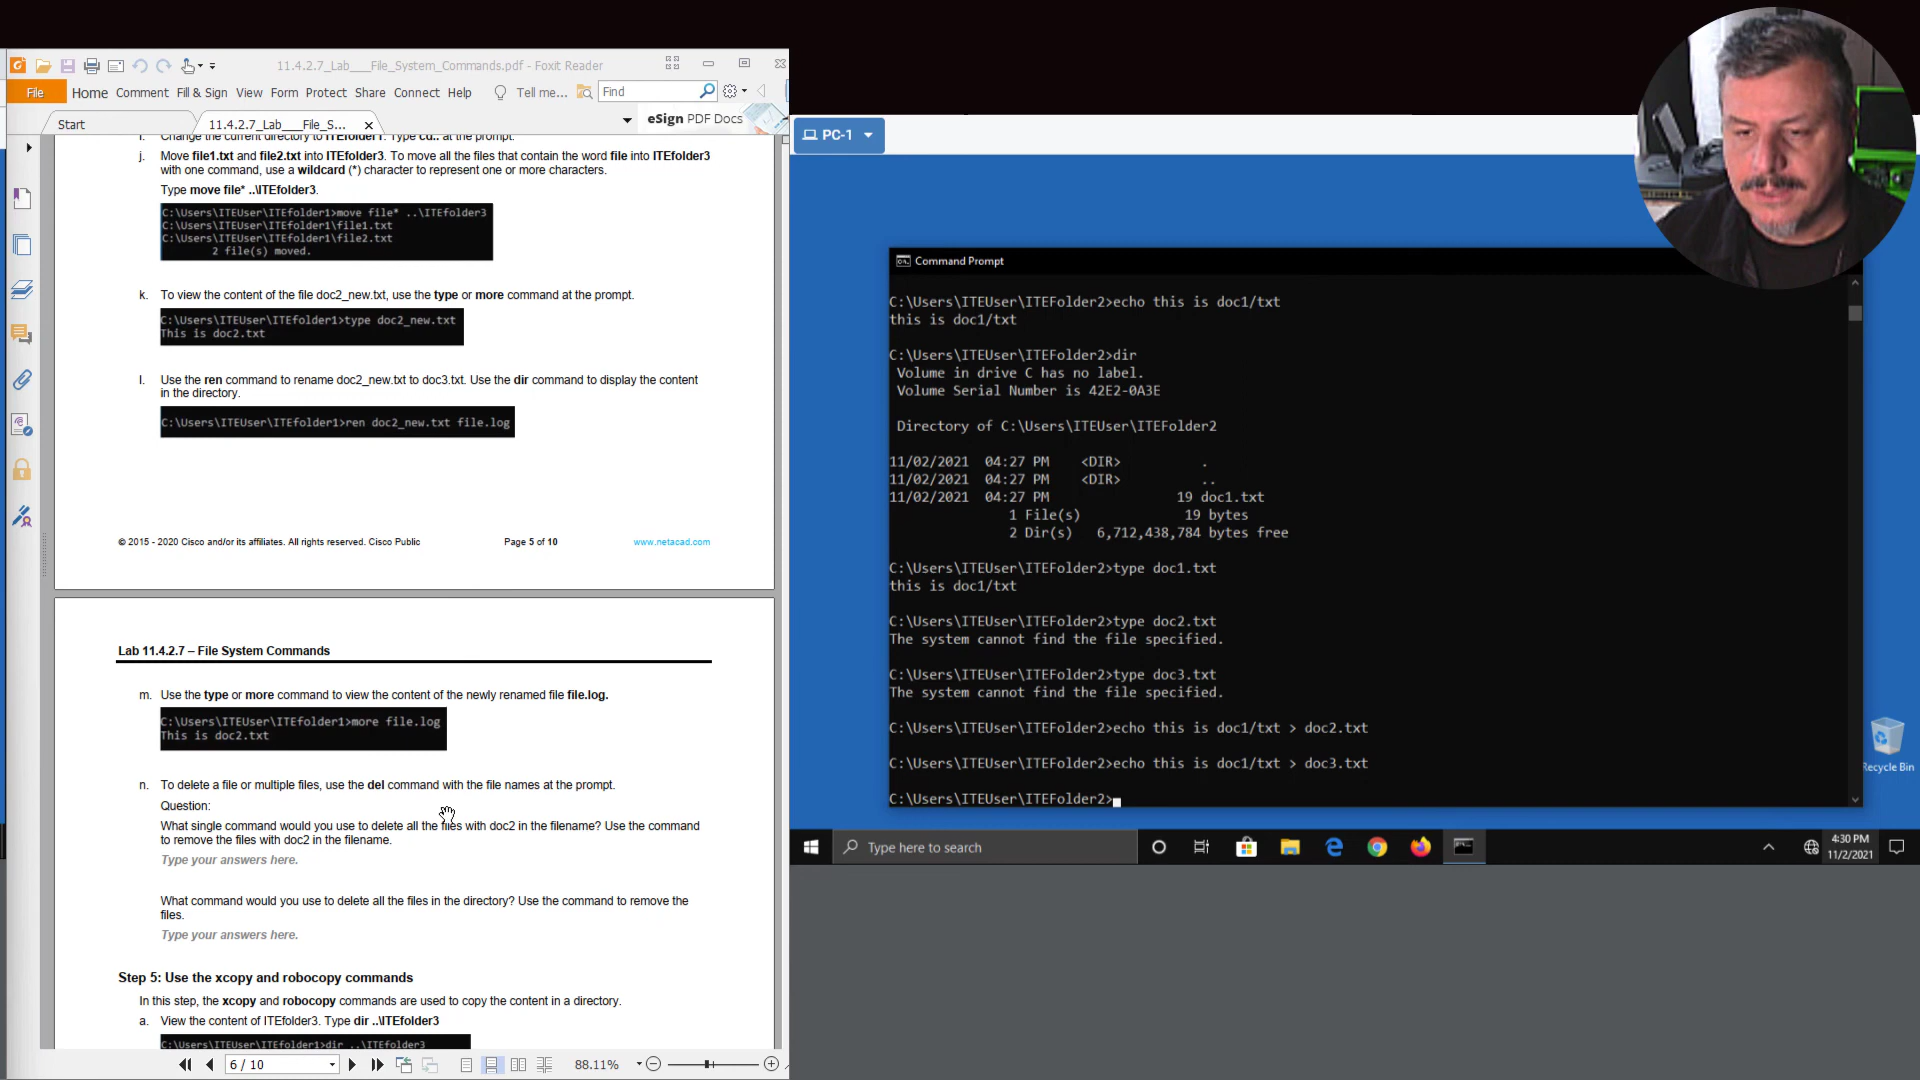 11.4.2.7_Lab___File_System_Commands.pdf - Foxit Reader
File Home Comment Fill & Sign View Form Protect Share Connect Help Tell me... Find
Start 11.4.2.7_Lab___File_S... eSign PDF Docs
Change the current directory to ITEfolder1. Type cd.. at the prompt.
j. Move file1.txt and file2.txt into ITEfolder3. To move all the files that contain the word file into ITEfolder3
with one command, use a wildcard (*) character to represent one or more characters.
Type move file* ..\ITEfolder3.
C:\Users\ITEUser\ITEfolder1>move file* ..\ITEfolder3
C:\Users\ITEUser\ITEfolder1\file1.txt
C:\Users\ITEUser\ITEfolder1\file2.txt
2 file(s) moved.
k. To view the content of the file doc2_new.txt, use the type or more command at the prompt.
C:\Users\ITEUser\ITEfolder1>type doc2_new.txt
This is doc2.txt
l. Use the ren command to rename doc2_new.txt to doc3.txt. Use the dir command to display the content
in the directory.
C:\Users\ITEUser\ITEfolder1>ren doc2_new.txt file.log
© 2015 - 2020 Cisco and/or its affiliates. All rights reserved. Cisco Public Page 5 of 10 www.netacad.com
Lab 11.4.2.7 – File System Commands
m. Use the type or more command to view the content of the newly renamed file file.log.
C:\Users\ITEUser\ITEfolder1>more file.log
This is doc2.txt
n. To delete a file or multiple files, use the del command with the file names at the prompt.
Question:
What single command would you use to delete all the files with doc2 in the filename? Use the command
to remove the files with doc2 in the filename.
Type your answers here.
What command would you use to delete all the files in the directory? Use the command to remove the
files.
Type your answers here.
Step 5: Use the xcopy and robocopy commands
In this step, the xcopy and robocopy commands are used to copy the content in a directory.
a. View the content of ITEfolder3. Type dir ..\ITEfolder3
C:\Users\ITEUser\ITEfolder1>dir ..\ITEfolder3
6 / 10 88.11%
PC-1
Command Prompt
C:\Users\ITEUser\ITEFolder2>echo this is doc1/txt
this is doc1/txt
C:\Users\ITEUser\ITEFolder2>dir
Volume in drive C has no label.
Volume Serial Number is 42E2-0A3E
Directory of C:\Users\ITEUser\ITEFolder2
11/02/2021 04:27 PM <DIR> .
11/02/2021 04:27 PM <DIR> ..
11/02/2021 04:27 PM 19 doc1.txt
1 File(s) 19 bytes
2 Dir(s) 6,712,438,784 bytes free
C:\Users\ITEUser\ITEFolder2>type doc1.txt
this is doc1/txt
C:\Users\ITEUser\ITEFolder2>type doc2.txt
The system cannot find the file specified.
C:\Users\ITEUser\ITEFolder2>type doc3.txt
The system cannot find the file specified.
C:\Users\ITEUser\ITEFolder2>echo this is doc1/txt > doc2.txt
C:\Users\ITEUser\ITEFolder2>echo this is doc1/txt > doc3.txt
C:\Users\ITEUser\ITEFolder2>
Recycle Bin
Type here to search
4:30 PM
11/2/2021